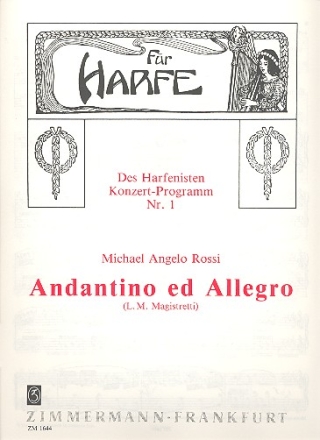 Für
HARFE
Des Harfenisten
Konzert-Programm
Nr. 1
Michael Angelo Rossi
Andantino ed Allegro
(L. M. Magistretti)
ZIMMERMANN-FRANKFURT
ZM 1644